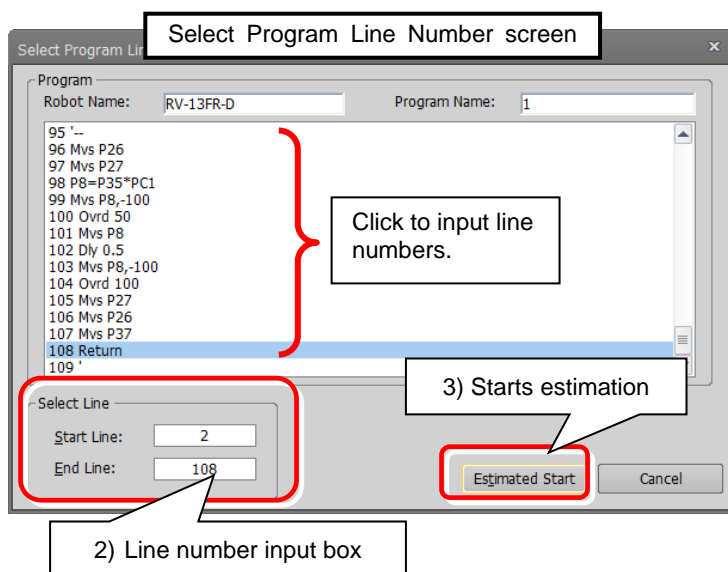 Select Program Line Number screen
Select Program Li
Program
Robot Name: RV-13FR-D Program Name: 1
95 '--
96 Mvs P26
97 Mvs P27
98 P8=P35*PC1
99 Mvs P8,-100
100 Ovrd 50
101 Mvs P8
102 Dly 0.5
103 Mvs P8,-100
104 Ovrd 100
105 Mvs P27
106 Mvs P26
107 Mvs P37
108 Return
109 '
Click to input line
numbers.
3) Starts estimation
Select Line
Start Line: 2
End Line: 108
Estimated Start Cancel
2) Line number input box